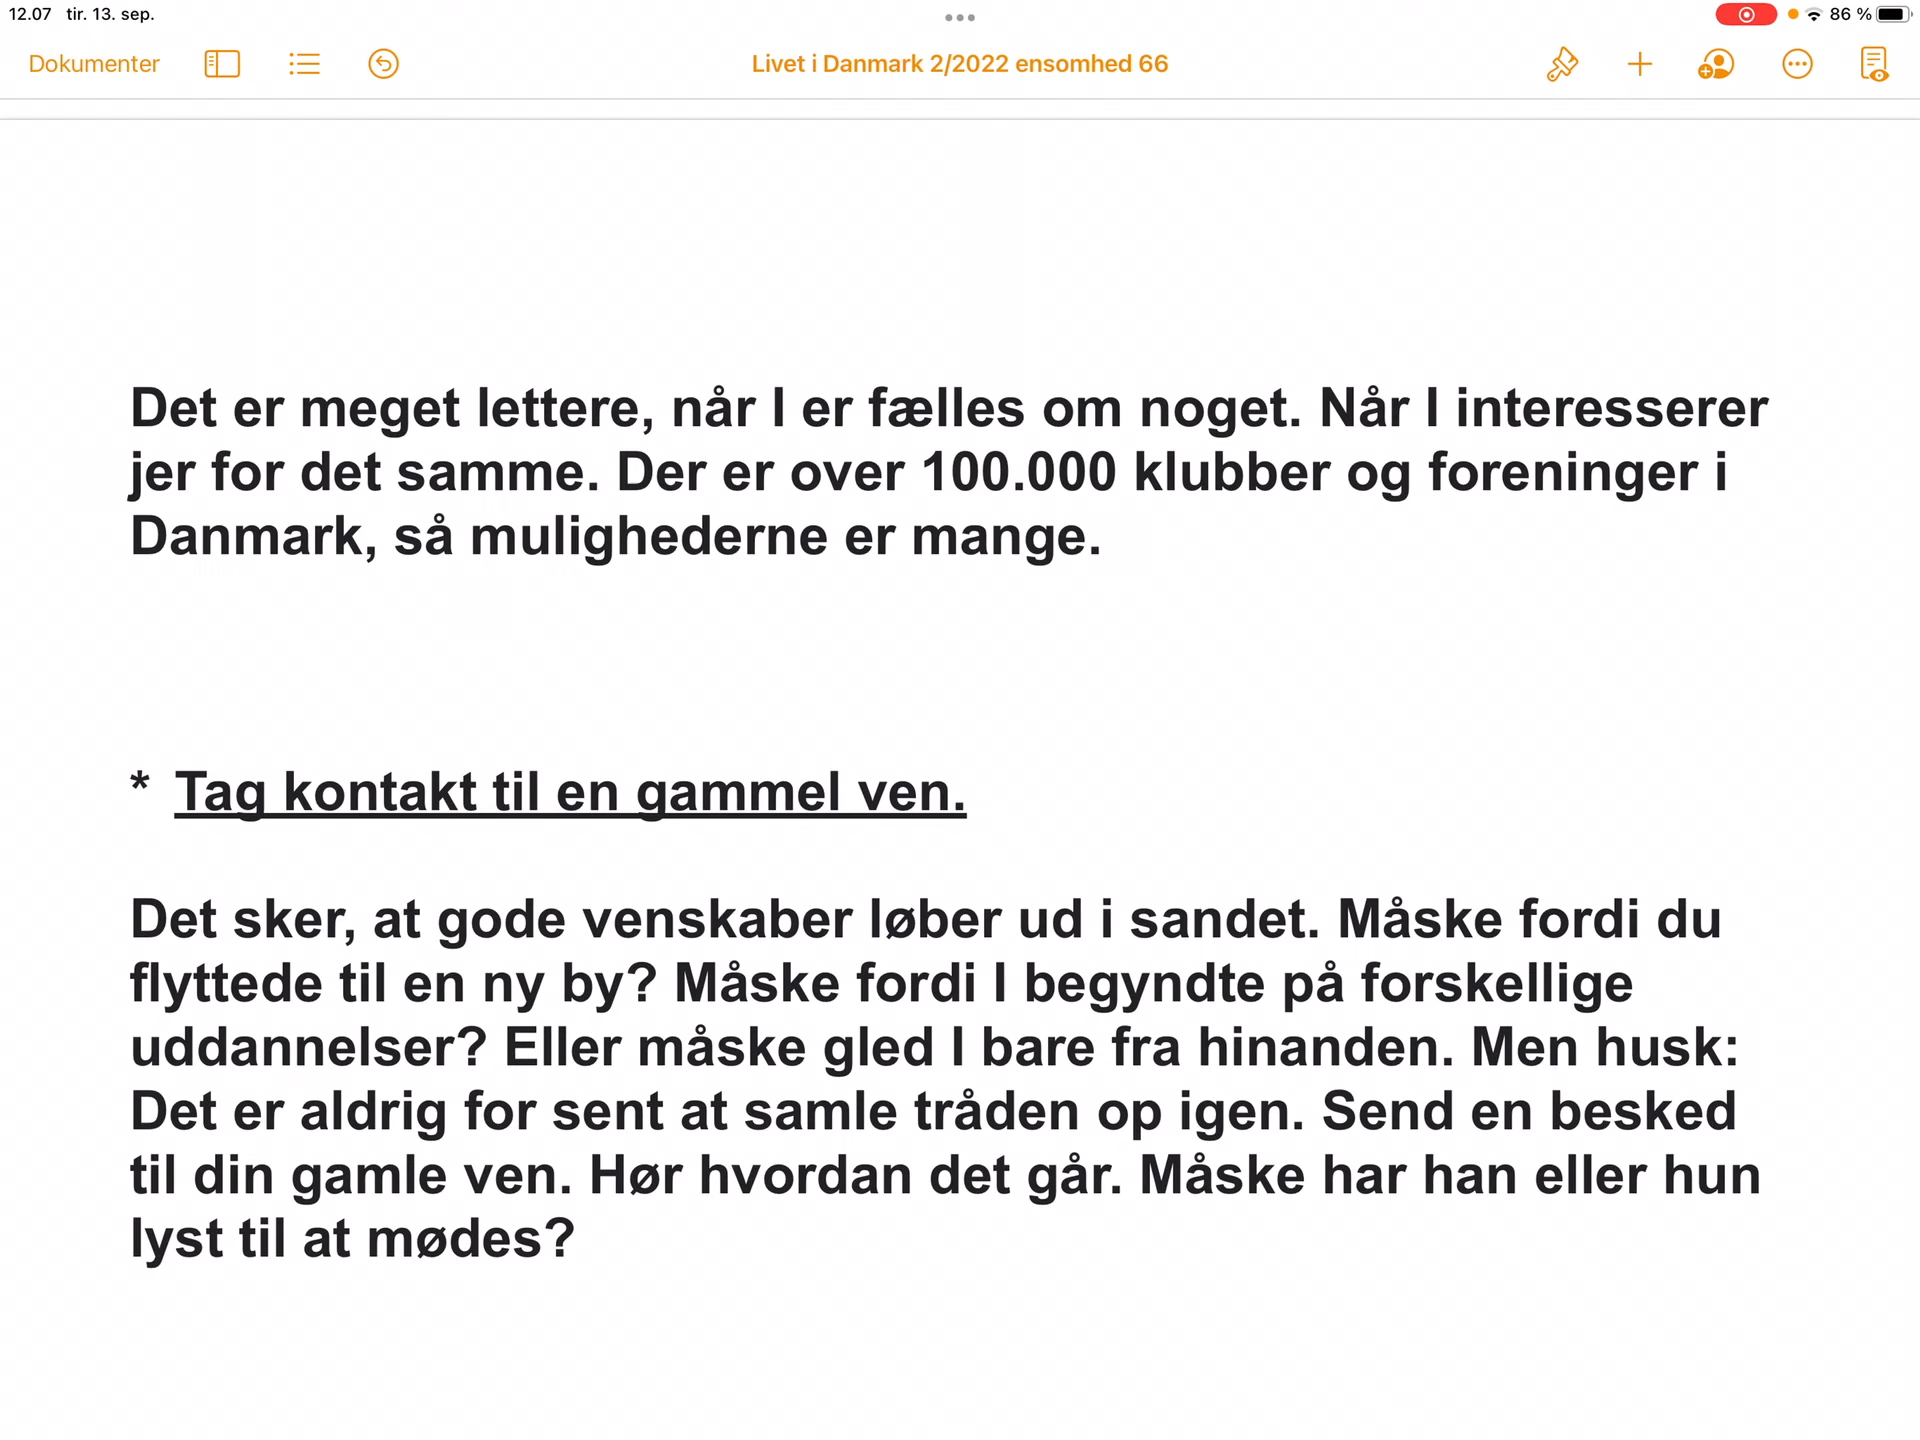 12.07 tir. 13. sep.
86 %
Dokumenter
Livet i Danmark 2/2022 ensomhed 66
Det er meget lettere, når I er fælles om noget. Når I interesserer
jer for det samme. Der er over 100.000 klubber og foreninger i
Danmark, så mulighederne er mange.
* Tag kontakt til en gammel ven.
Det sker, at gode venskaber løber ud i sandet. Måske fordi du
flyttede til en ny by? Måske fordi I begyndte på forskellige
uddannelser? Eller måske gled I bare fra hinanden. Men husk:
Det er aldrig for sent at samle tråden op igen. Send en besked
til din gamle ven. Hør hvordan det går. Måske har han eller hun
lyst til at mødes?